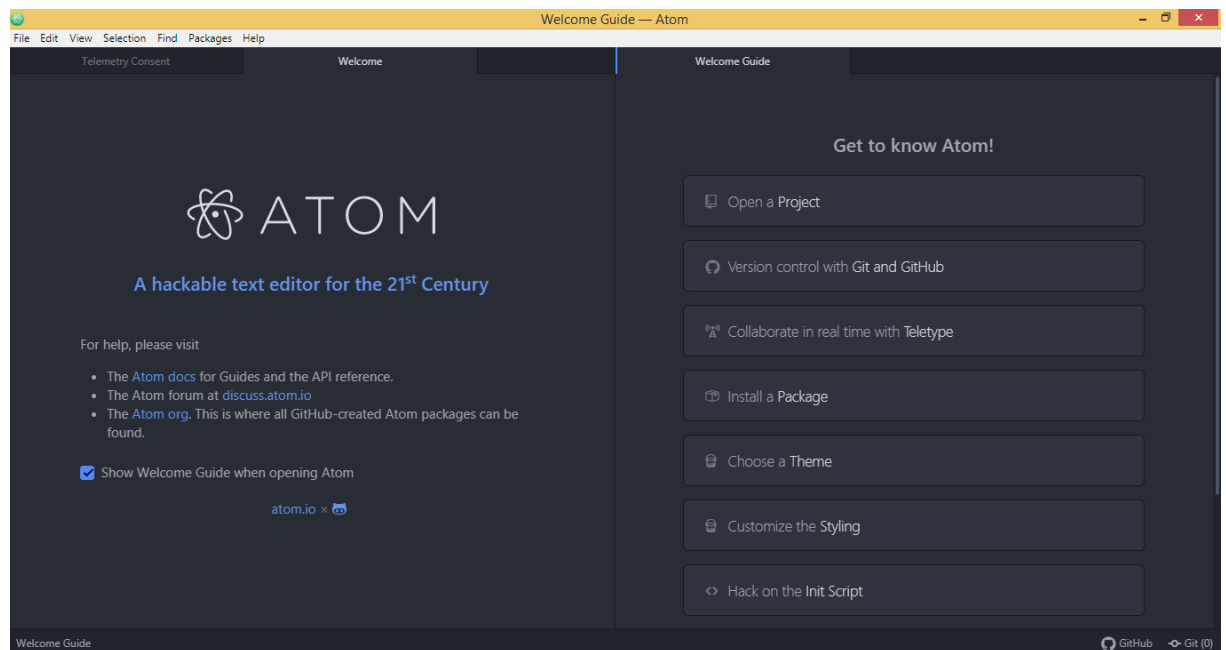 Welcome Guide — Atom
File Edit View Selection Find Packages Help
Telemetry Consent
Welcome
Welcome Guide
ATOM
A hackable text editor for the 21st Century
For help, please visit
• The Atom docs for Guides and the API reference.
• The Atom forum at discuss.atom.io
• The Atom org. This is where all GitHub-created Atom packages can be
found.
Show Welcome Guide when opening Atom
atom.io ×
Get to know Atom!
Open a Project
Version control with Git and GitHub
Collaborate in real time with Teletype
Install a Package
Choose a Theme
Customize the Styling
Hack on the Init Script
Welcome Guide
GitHub
Git (0)